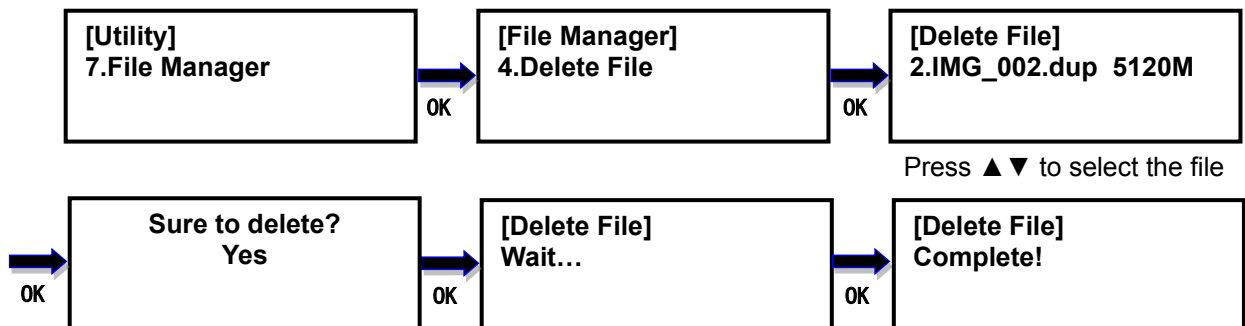 [Utility]
7.File Manager
OK
[File Manager]
4.Delete File
OK
[Delete File]
2.IMG_002.dup 5120M
Press ▲▼ to select the file
OK
Sure to delete?
Yes
OK
[Delete File]
Wait…
OK
[Delete File]
Complete!